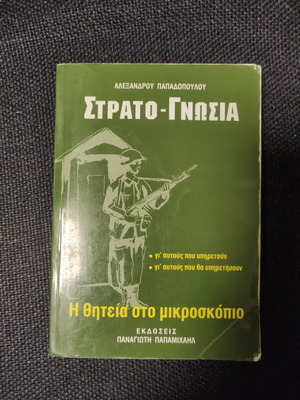 ΑΛΕΞΑΝΔΡΟΥ ΠΑΠΑΔΟΠΟΥΛΟΥ
ΣΤΡΑΤΟ-ΓΝΩΣΙΑ
• γι' αυτούς που υπηρετούν
• γι' αυτούς που θα υπηρετήσουν
Η θητεία στο μικροσκόπιο
ΕΚΔΟΣΕΙΣ
ΠΑΝΑΓΙΩΤΗ ΠΑΠΑΜΙΧΑΗΛ